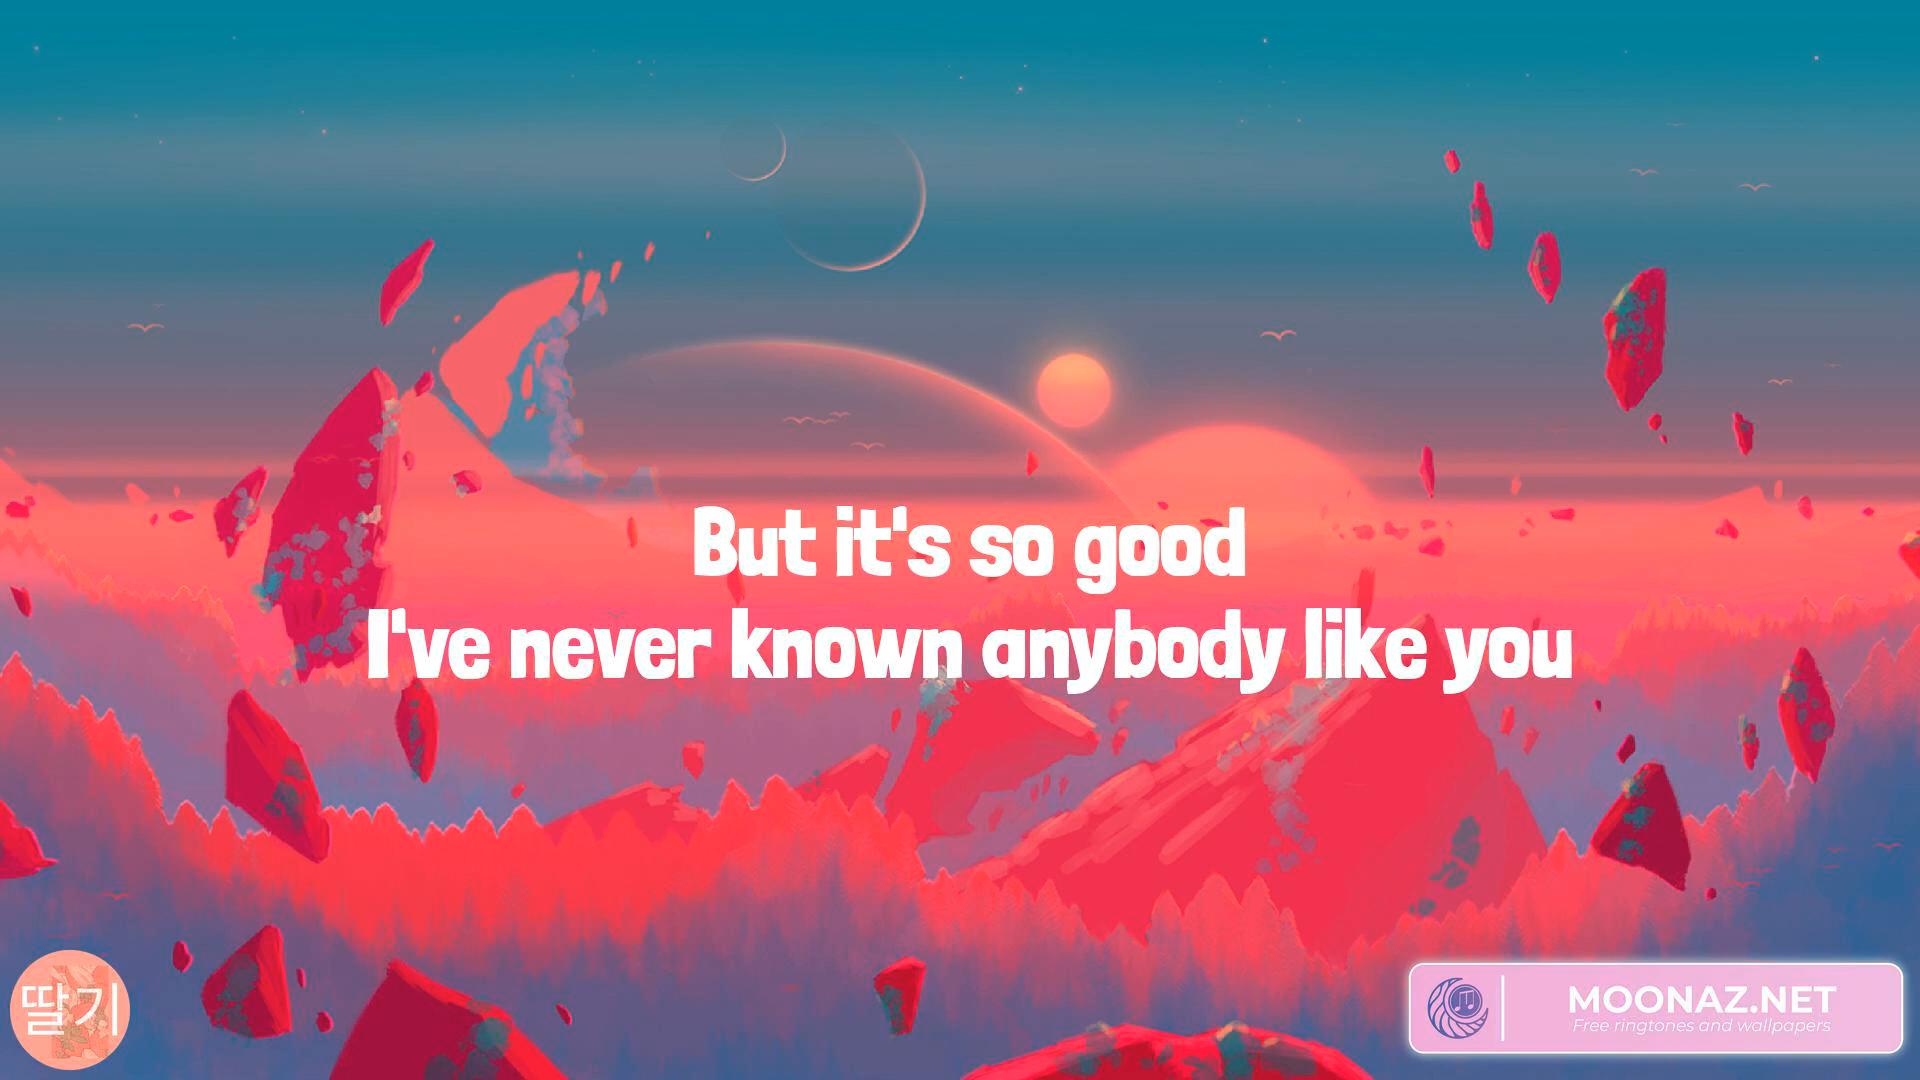 But it's so good
I've never known anybody like you
딸기
MOONAZ.NET
Free ringtones and wallpapers